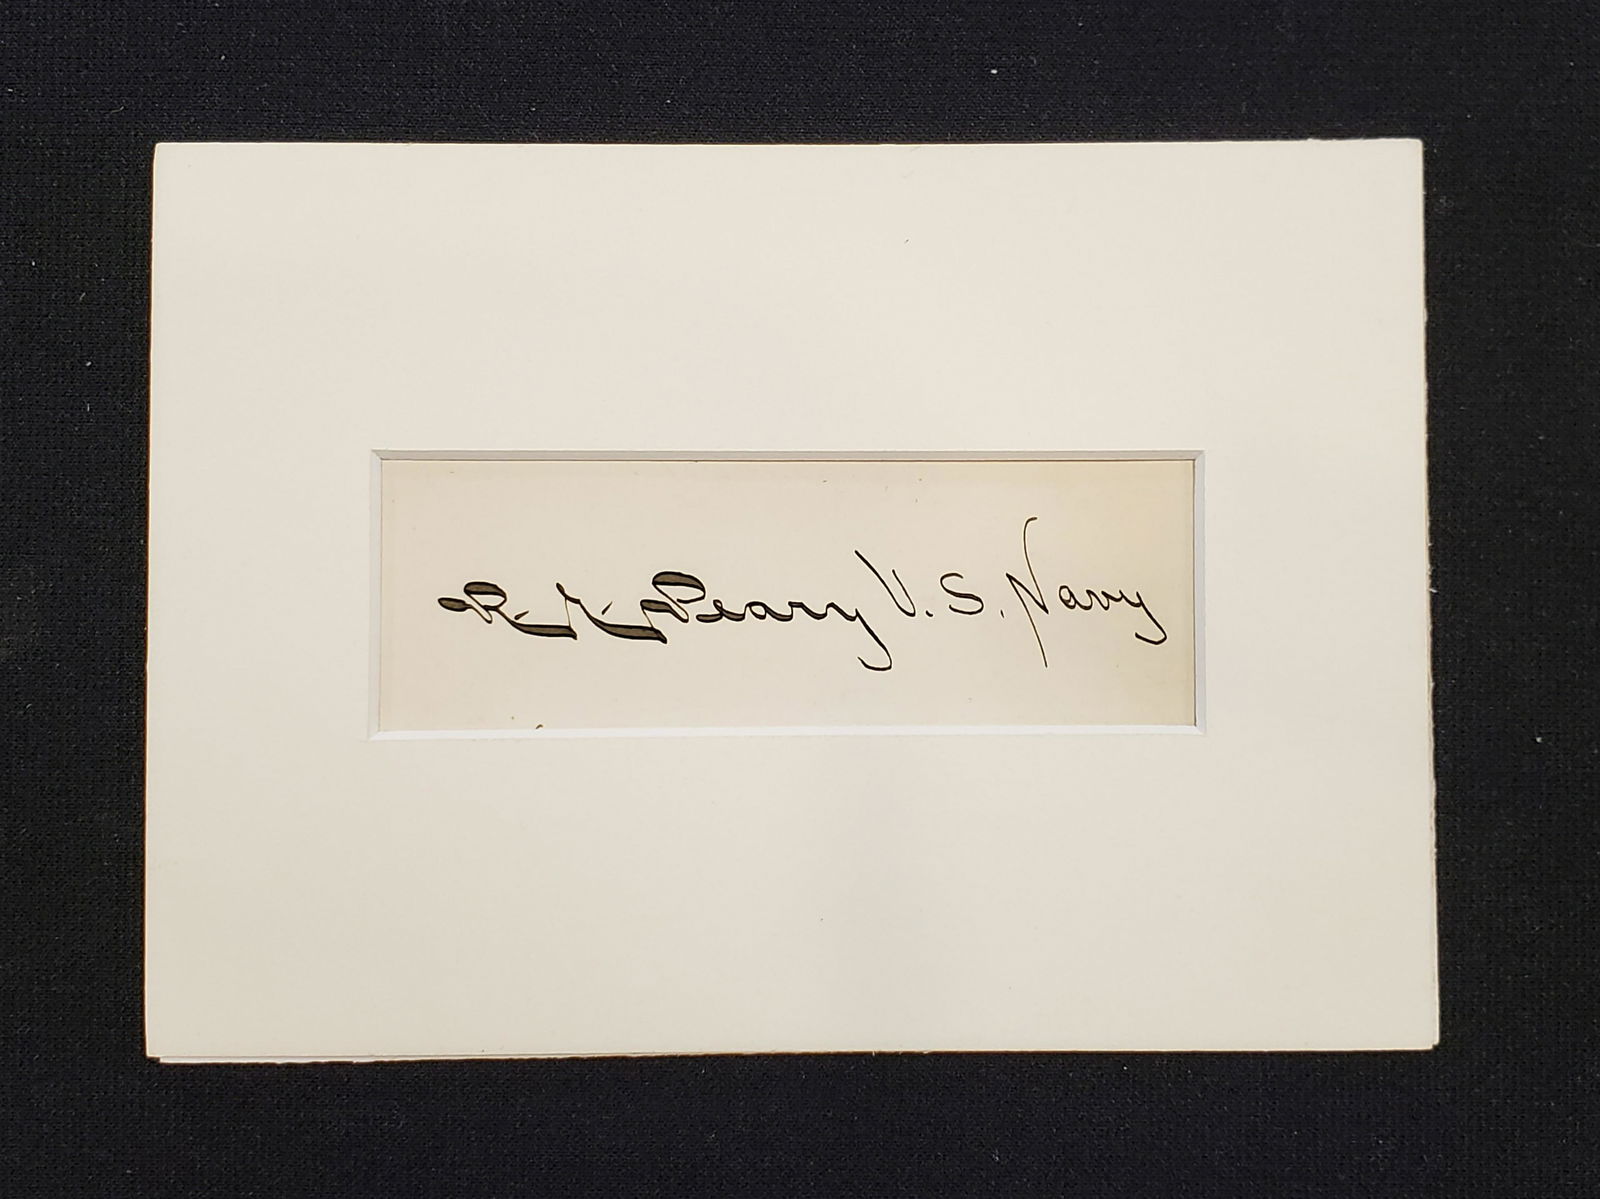 R. E. Peary U. S. Navy